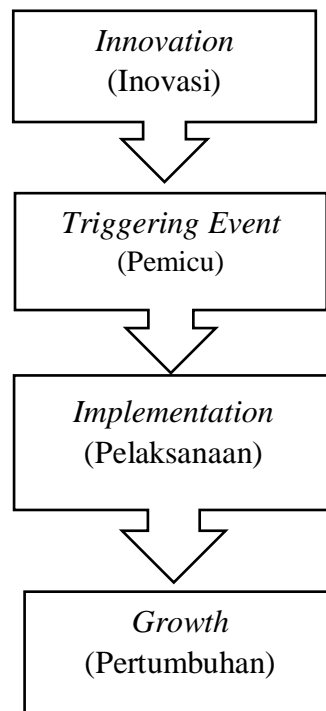 Innovation
(Inovasi)
Triggering Event
(Pemicu)
Implementation
(Pelaksanaan)
Growth
(Pertumbuhan)